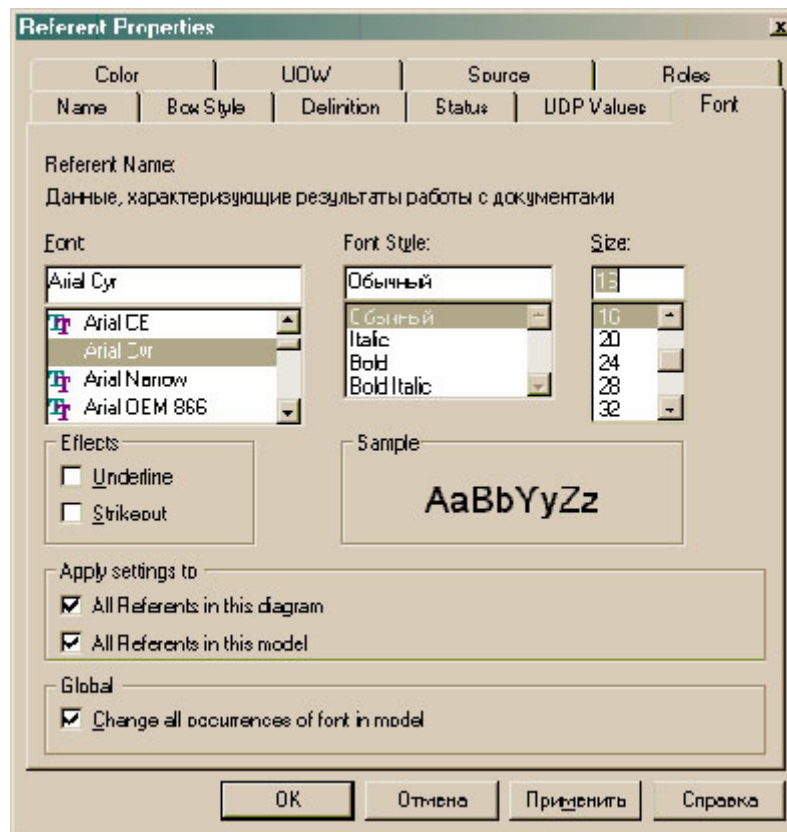 Referent Properties
Color UOW Source Roles
Name Box Style Definition Status UDP Values Font
Referent Name:
Данные, характеризующие результаты работы с документами
Font: Font Style: Size:
Arial Cyr Обычный 16
Arial CE Обычный 16
Arial Cyr Italic 20
Arial Narrow Bold 24
Arial OEM 866 Bold Italic 28
32
Effects Sample
Underline
AaBbYyZz
Strikeout
Apply settings to
All Referents in this diagram
All Referents in this model
Global
Change all occurrences of font in model
OK Отмена Применить Справка